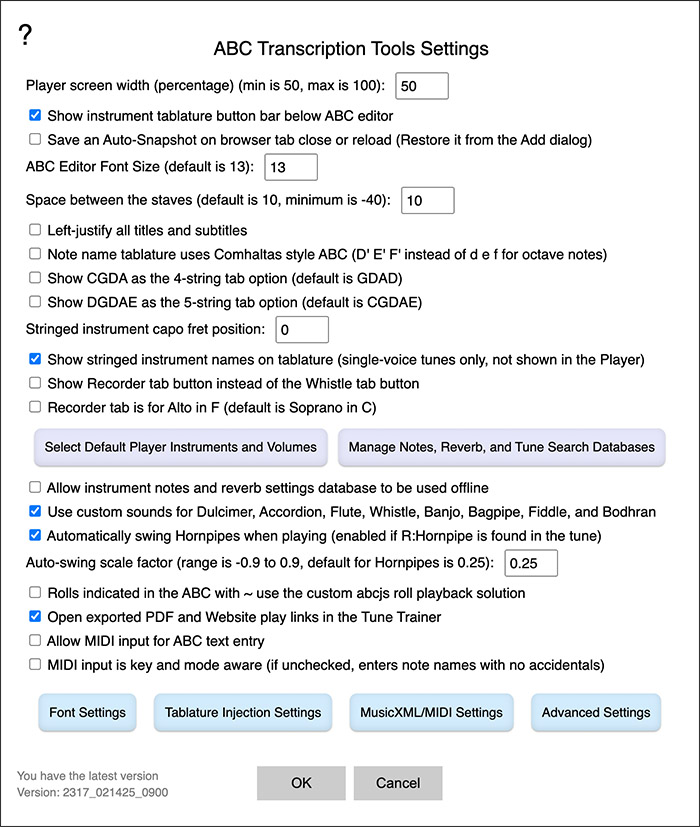 ?
ABC Transcription Tools Settings
Player screen width (percentage) (min is 50, max is 100): 50
Show instrument tablature button bar below ABC editor
Save an Auto-Snapshot on browser tab close or reload (Restore it from the Add dialog)
ABC Editor Font Size (default is 13): 13
Space between the staves (default is 10, minimum is -40): 10
Left-justify all titles and subtitles
Note name tablature uses Comhaltas style ABC (D' E' F' instead of d e f for octave notes)
Show CGDA as the 4-string tab option (default is GDAD)
Show DGDAE as the 5-string tab option (default is CGDAE)
Stringed instrument capo fret position: 0
Show stringed instrument names on tablature (single-voice tunes only, not shown in the Player)
Show Recorder tab button instead of the Whistle tab button
Recorder tab is for Alto in F (default is Soprano in C)
Select Default Player Instruments and Volumes Manage Notes, Reverb, and Tune Search Databases
Allow instrument notes and reverb settings database to be used offline
Use custom sounds for Dulcimer, Accordion, Flute, Whistle, Banjo, Bagpipe, Fiddle, and Bodhran
Automatically swing Hornpipes when playing (enabled if R:Hornpipe is found in the tune)
Auto-swing scale factor (range is -0.9 to 0.9, default for Hornpipes is 0.25): 0.25
Rolls indicated in the ABC with ~ use the custom abcjs roll playback solution
Open exported PDF and Website play links in the Tune Trainer
Allow MIDI input for ABC text entry
MIDI input is key and mode aware (if unchecked, enters note names with no accidentals)
Font Settings Tablature Injection Settings MusicXML/MIDI Settings Advanced Settings
You have the latest version
Version: 2317_021425_0900
OK Cancel